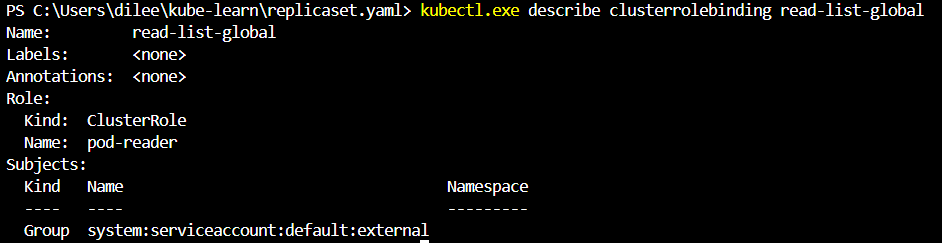 PS C:\Users\dilee\kube-learn\replicaset.yaml> kubectl.exe describe clusterrolebinding read-list-global
Name:         read-list-global
Labels:       <none>
Annotations:  <none>
Role:
  Kind:  ClusterRole
  Name:  pod-reader
Subjects:
  Kind   Name                                    Namespace
  ----   ----                                    ---------
  Group  system:serviceaccount:default:external